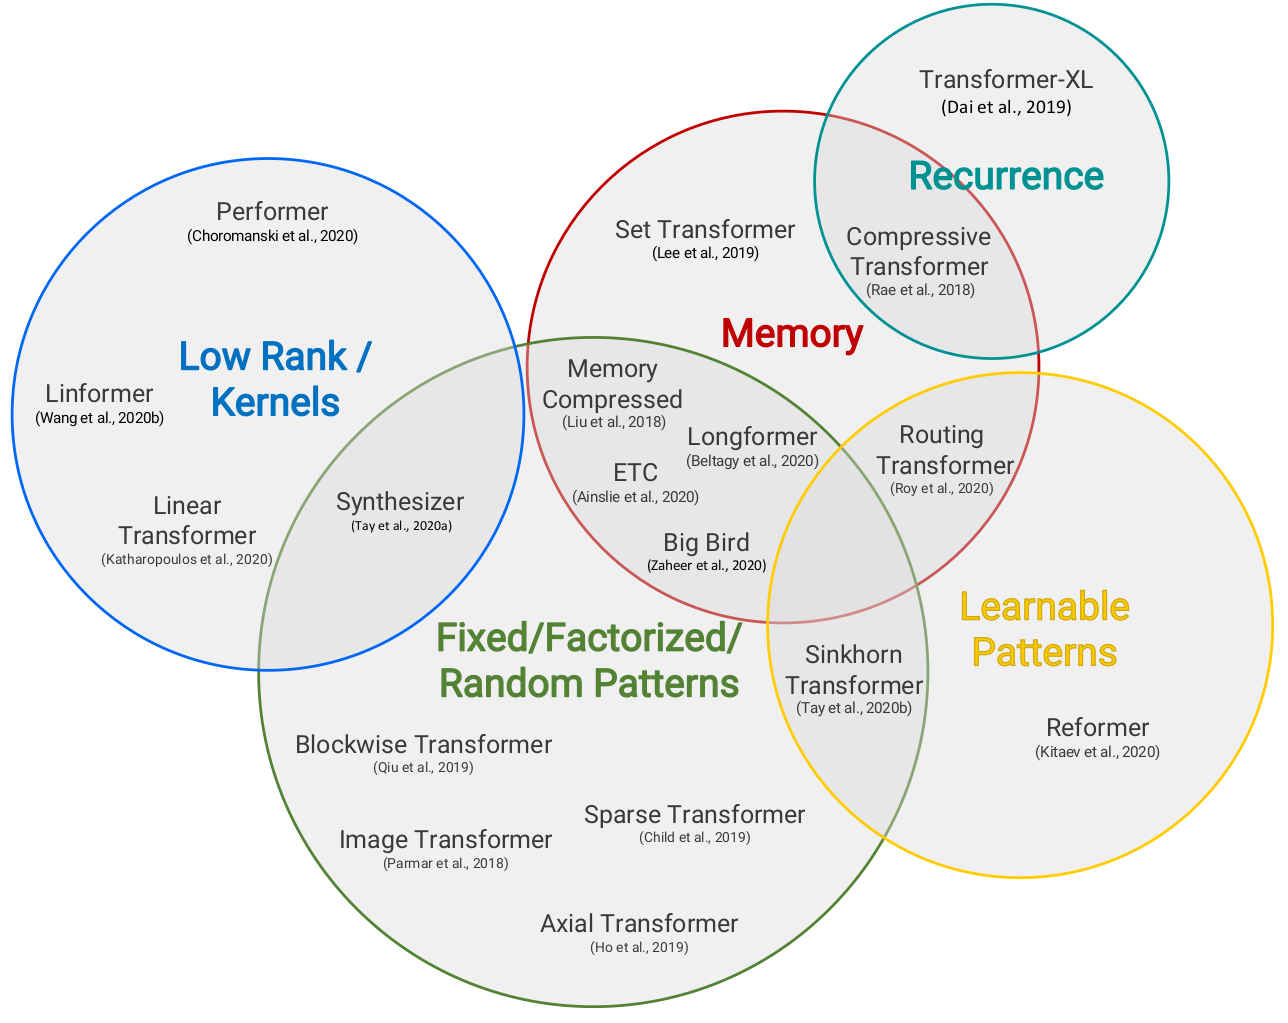 Transformer-XL
(Dai et al., 2019)
Recurrence
Performer
(Choromanski et al., 2020)
Set Transformer
(Lee et al., 2019)
Compressive
Transformer
(Rae et al., 2018)
Memory
Low Rank /
Kernels
Linformer
(Wang et al., 2020b)
Memory
Compressed
(Liu et al., 2018)
Longformer
(Beltagy et al., 2020)
Routing
Transformer
(Roy et al., 2020)
ETC
(Ainslie et al., 2020)
Linear
Transformer
(Katharopoulos et al., 2020)
Synthesizer
(Tay et al., 2020a)
Big Bird
(Zaheer et al., 2020)
Learnable
Patterns
Fixed/Factorized/
Random Patterns
Sinkhorn
Transformer
(Tay et al., 2020b)
Reformer
(Kitaev et al., 2020)
Blockwise Transformer
(Qiu et al., 2019)
Sparse Transformer
(Child et al., 2019)
Image Transformer
(Parmar et al., 2018)
Axial Transformer
(Ho et al., 2019)